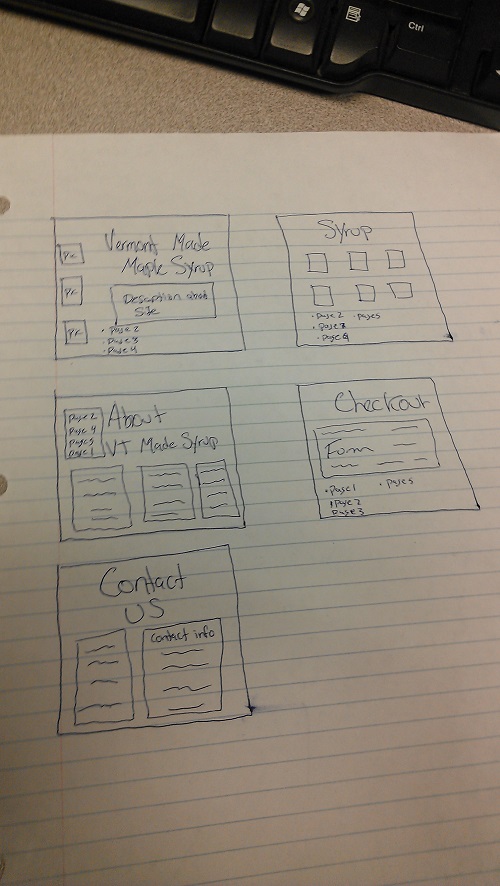 Ctrl
Vermont Made
Maple Syrup
Pic
Pic
Pic
Description about
Site
• Page 2
• Page 3
• Page 4
Syrup
• Page 2 • Page 5
• Page 3
• Page 4
Page 2
Page 4
Page 5
Page 1
About
VT Made Syrup
Checkout
Form
• Page 1 • Page 5
• Page 2
Page 3
Contact
US
Contact info